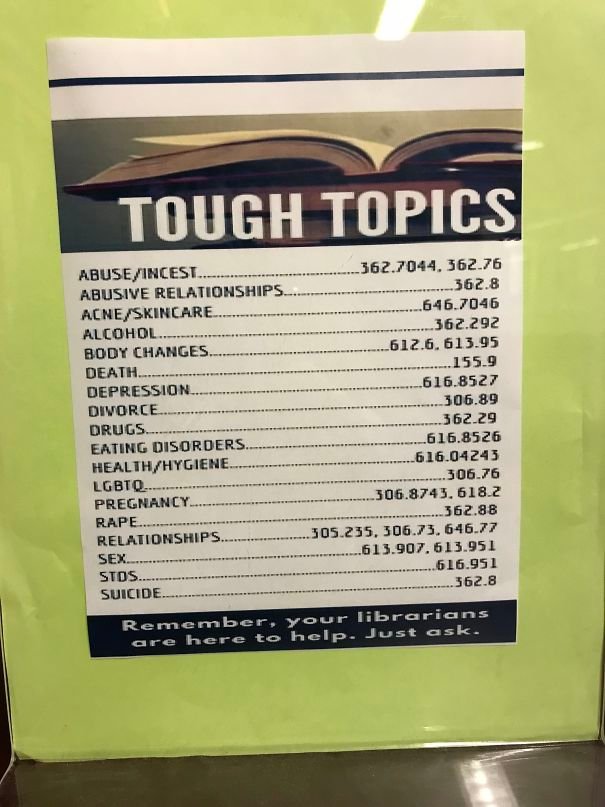 TOUGH TOPICS
ABUSE/INCEST...362.7044, 362.76
ABUSIVE RELATIONSHIPS...362.8
ACNE/SKINCARE...646.7046
ALCOHOL...362.292
BODY CHANGES...612.6, 613.95
DEATH...155.9
DEPRESSION...616.8527
DIVORCE...306.89
DRUGS...362.29
EATING DISORDERS...616.8526
HEALTH/HYGIENE...616.04243
LGBTQ...306.76
PREGNANCY...306.8743, 618.2
RAPE...362.88
RELATIONSHIPS...305.235, 306.73, 646.77
SEX...613.907, 613.951
STDS...616.951
SUICIDE...362.8
Remember, your librarians
are here to help. Just ask.